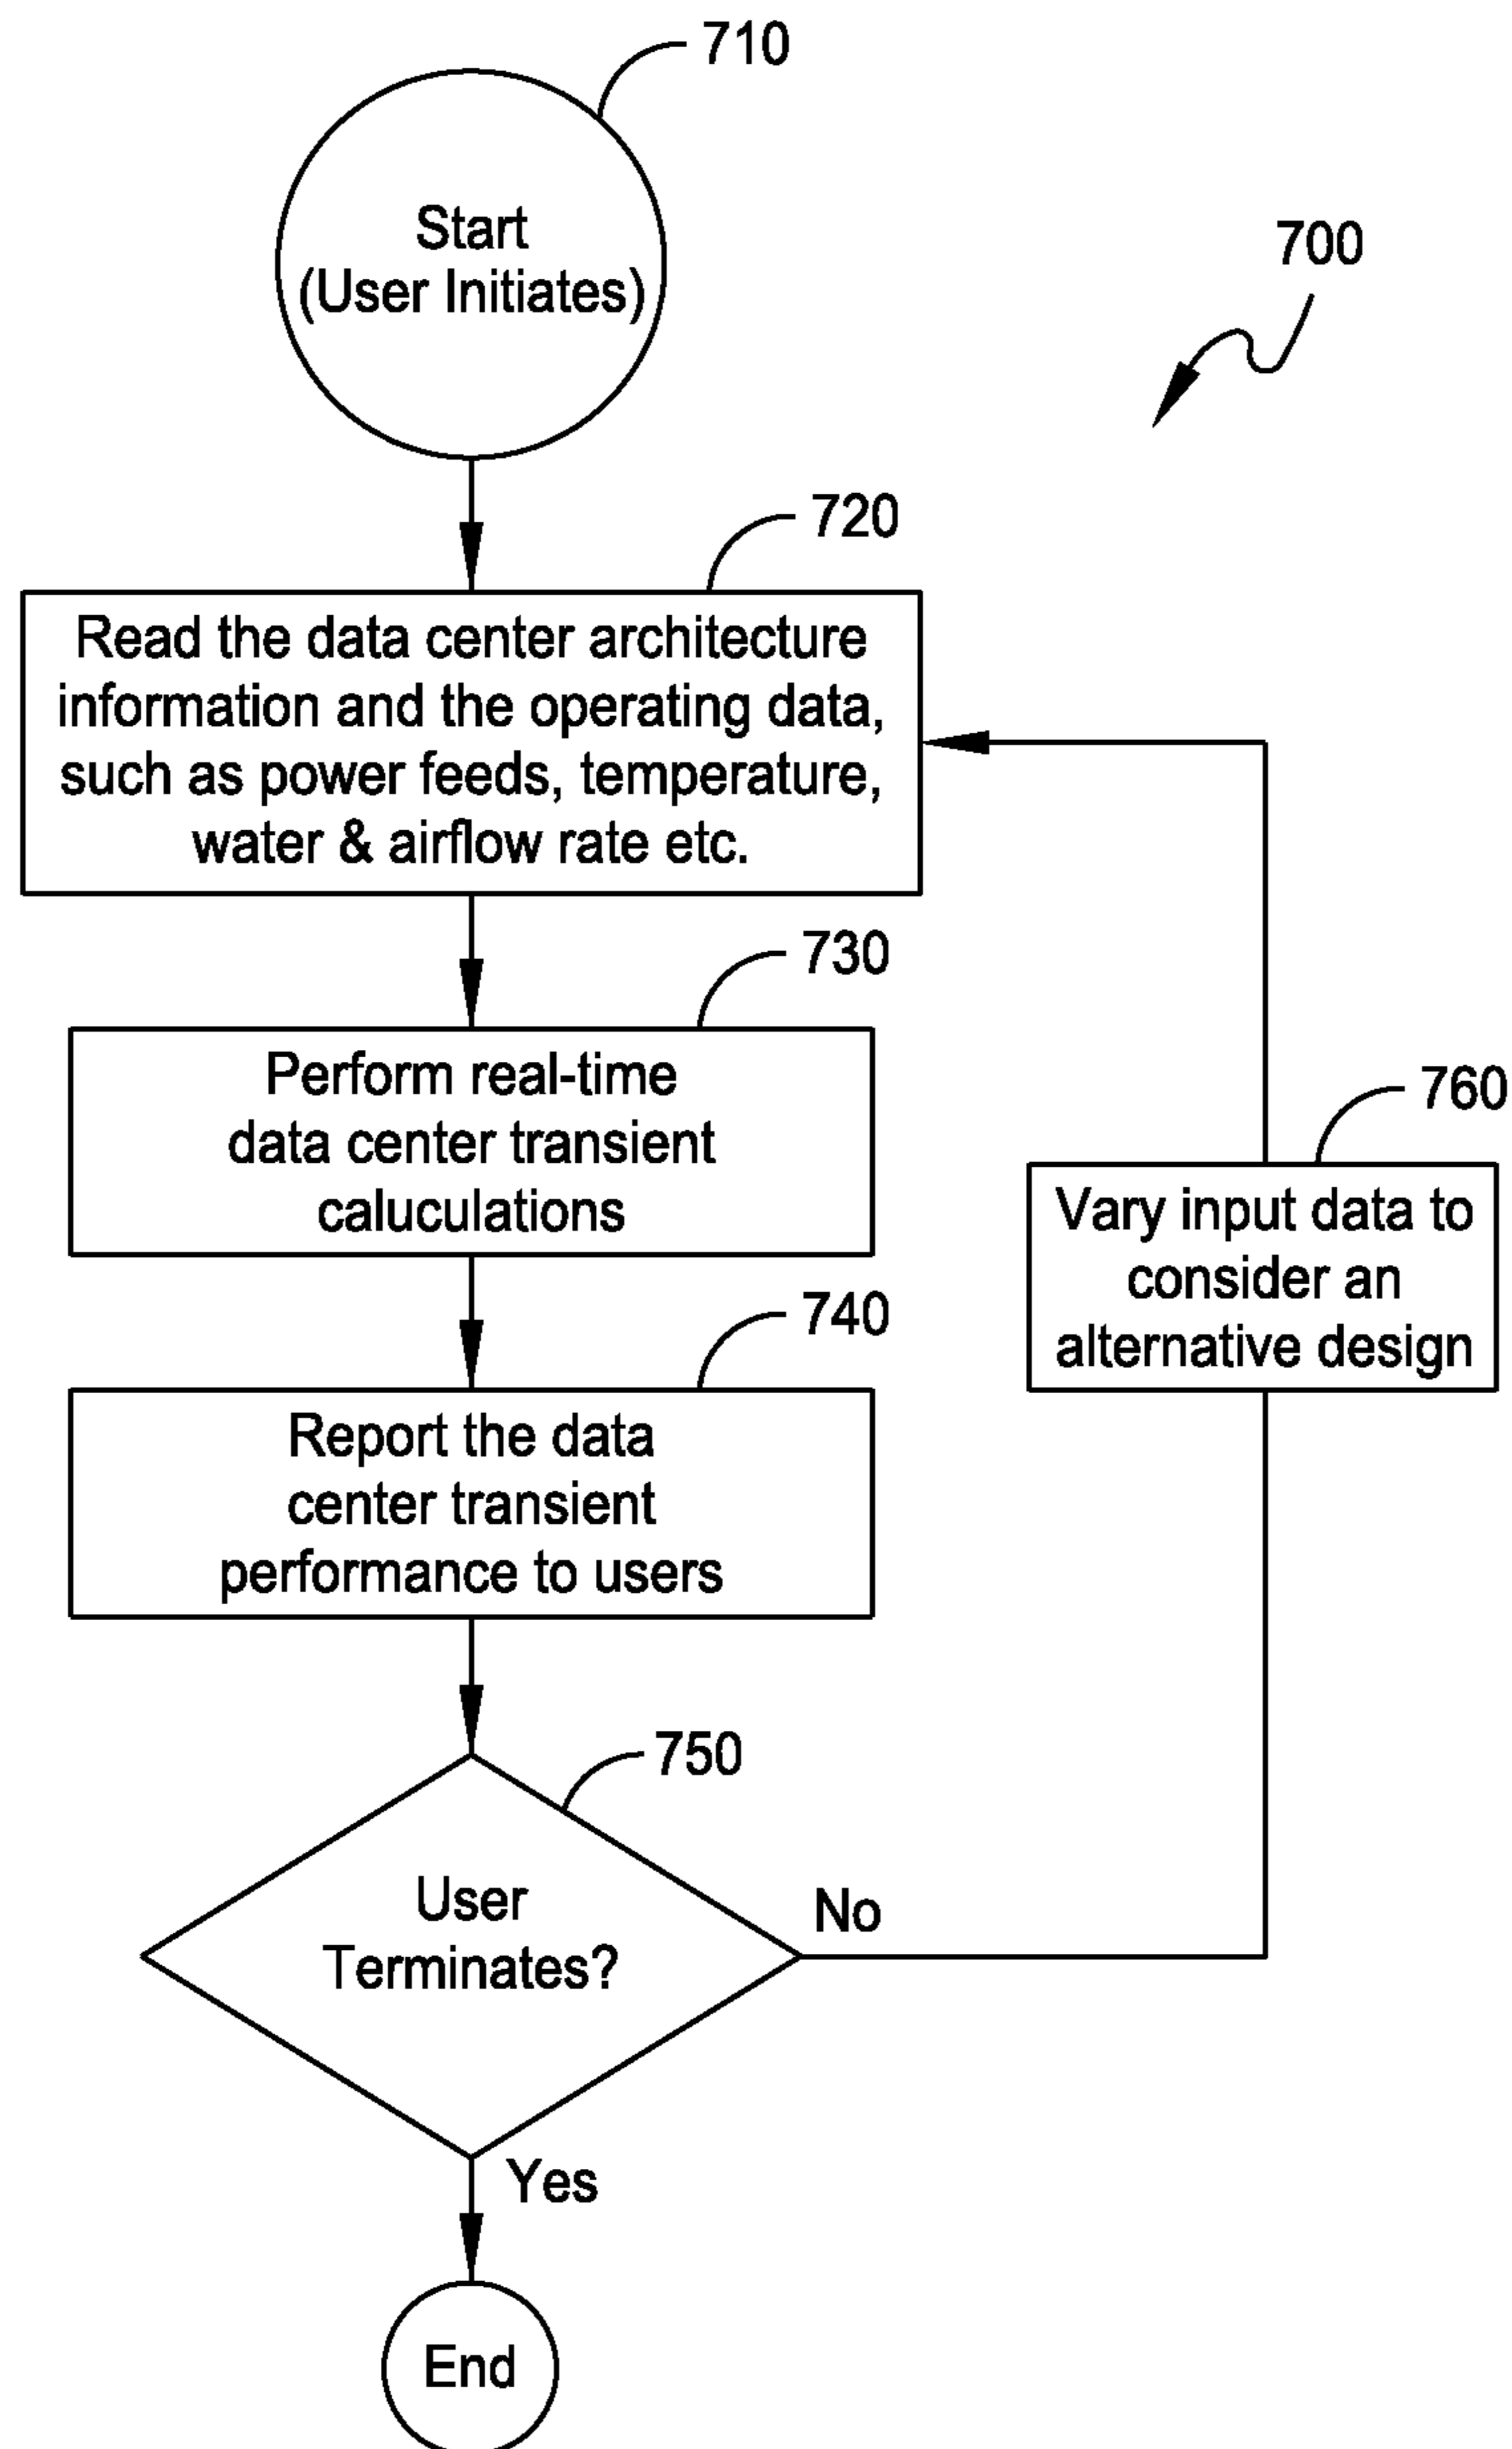 710
Start
(User Initiates)
700
720
Read the data center architecture
information and the operating data,
such as power feeds, temperature,
water & airflow rate etc.
730
Perform real-time
data center transient
caluculations
760
Vary input data to
consider an
alternative design
740
Report the data
center transient
performance to users
750
User
Terminates?
No
Yes
End